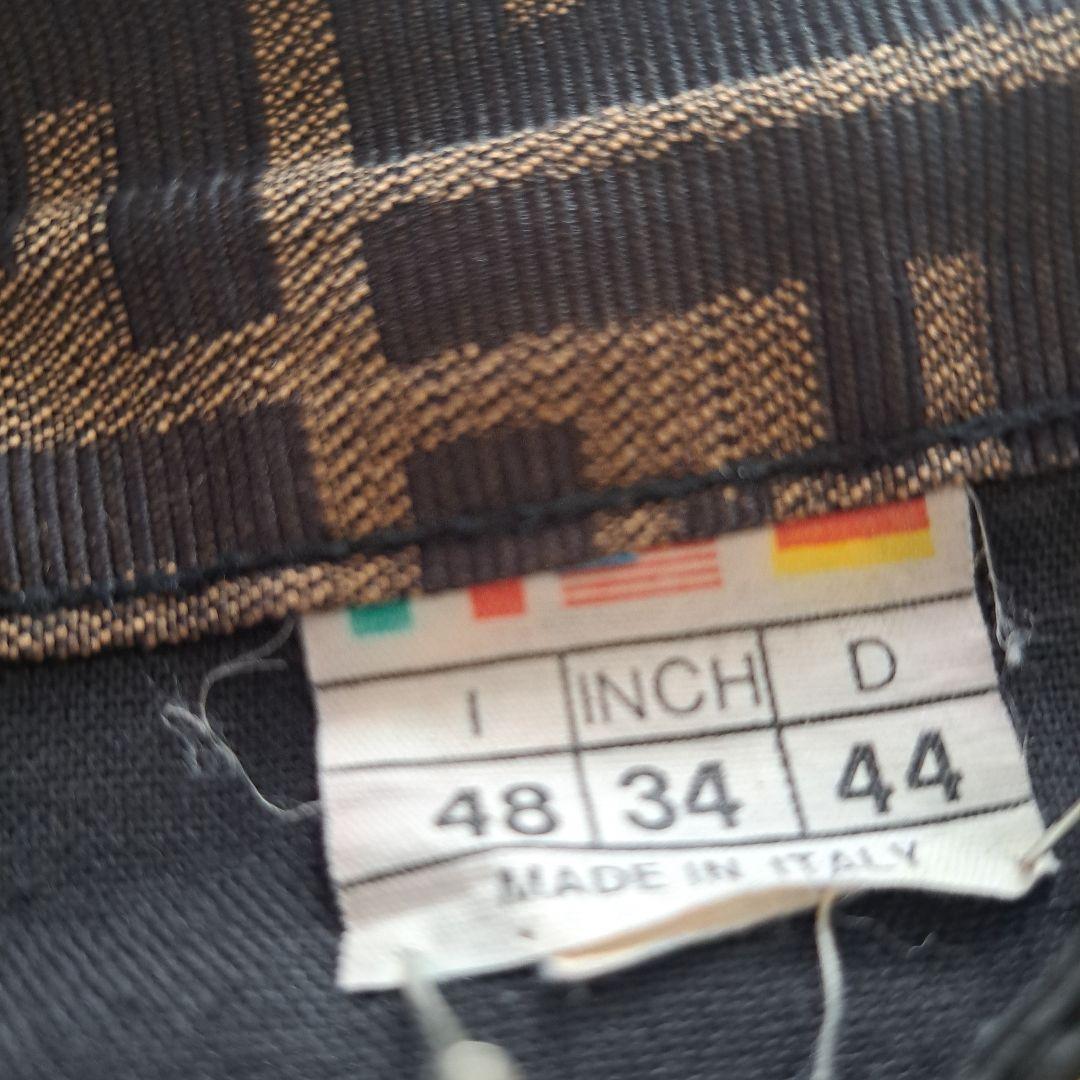 I INCH D
48 34 44
MADE IN ITALY